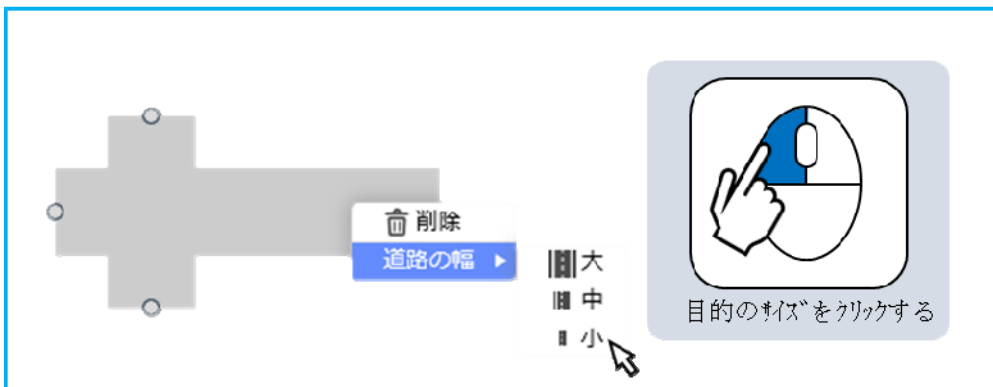 削除
道路の幅
大
中
小
目的のｻｲｽﾞをｸﾘｯｸする